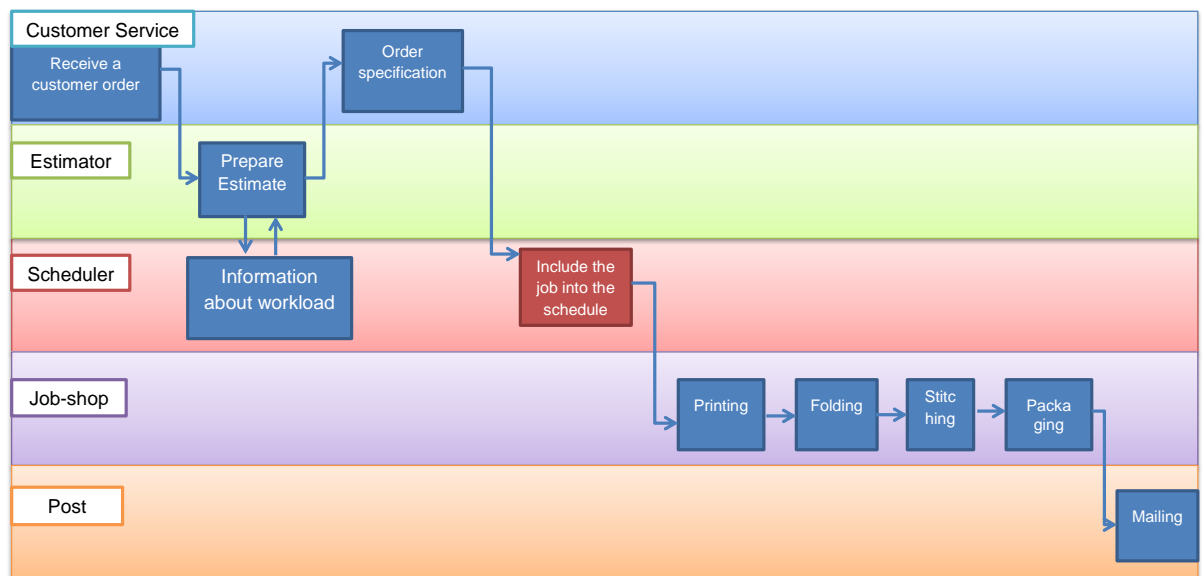 Customer Service
Receive a
customer order
Order
specification
Estimator
Prepare
Estimate
Scheduler
Information
about workload
Include the
job into the
schedule
Job-shop
Printing
Folding
Stitc
hing
Packa
ging
Post
Mailing